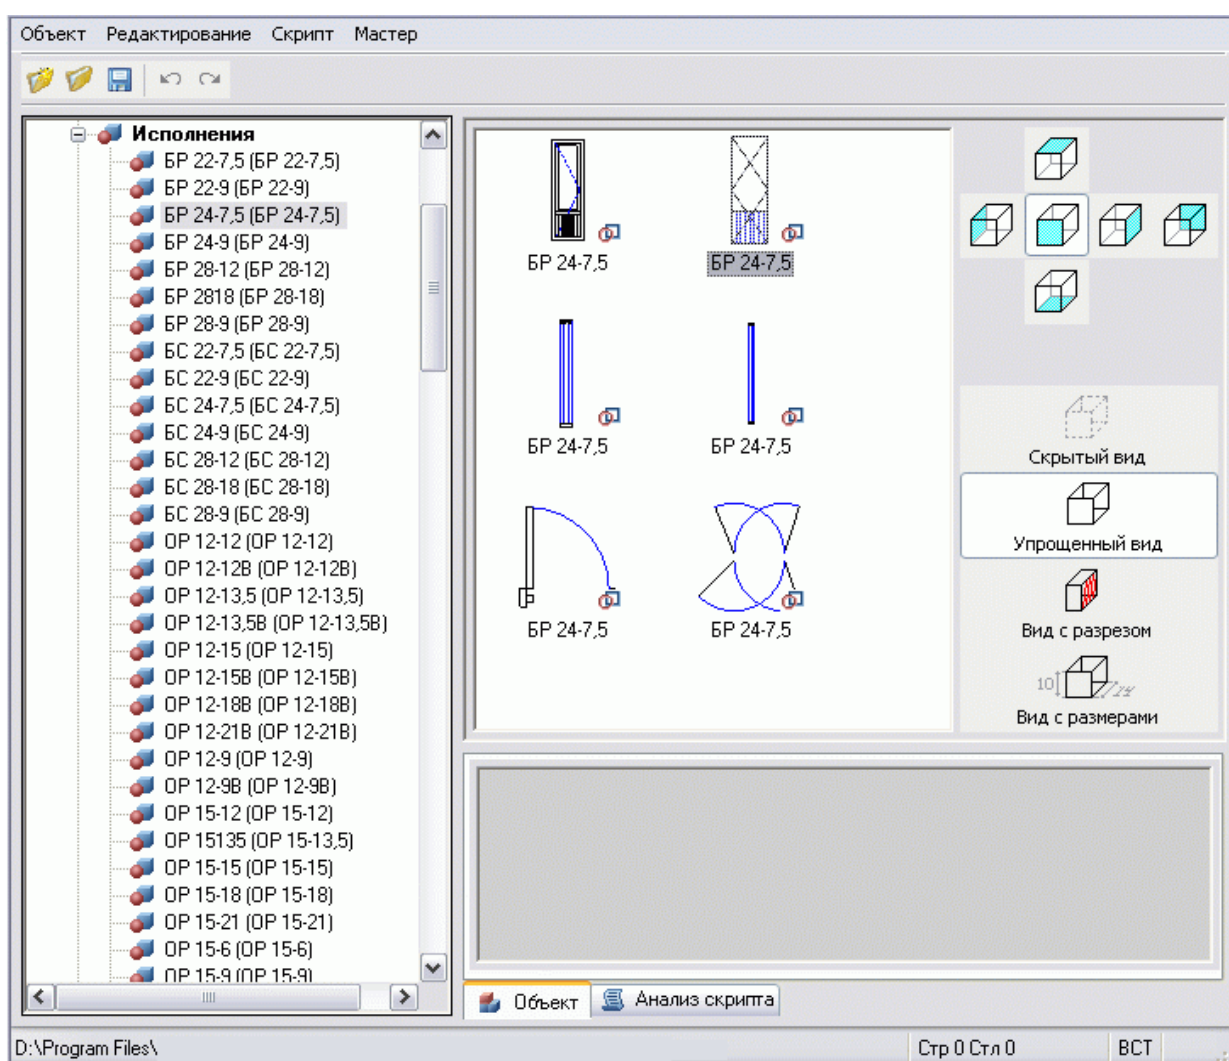 Объект Редактирование Скрипт Мастер
Исполнения
БР 22-7,5 (БР 22-7,5)
БР 22-9 (БР 22-9)
БР 24-7,5 (БР 24-7,5)
БР 24-9 (БР 24-9)
БР 28-12 (БР 28-12)
БР 2818 (БР 28-18)
БР 28-9 (БР 28-9)
БС 22-7,5 (БС 22-7,5)
БС 22-9 (БС 22-9)
БС 24-7,5 (БС 24-7,5)
БС 24-9 (БС 24-9)
БС 28-12 (БС 28-12)
БС 28-18 (БС 28-18)
БС 28-9 (БС 28-9)
ОР 12-12 (ОР 12-12)
ОР 12-12В (ОР 12-12В)
ОР 12-13,5 (ОР 12-13,5)
ОР 12-13,5В (ОР 12-13,5В)
ОР 12-15 (ОР 12-15)
ОР 12-15В (ОР 12-15В)
ОР 12-18В (ОР 12-18В)
ОР 12-21В (ОР 12-21В)
ОР 12-9 (ОР 12-9)
ОР 12-9В (ОР 12-9В)
ОР 15-12 (ОР 15-12)
ОР 15135 (ОР 15-13,5)
ОР 15-15 (ОР 15-15)
ОР 15-18 (ОР 15-18)
ОР 15-21 (ОР 15-21)
ОР 15-6 (ОР 15-6)
ОР 15-9 (ОР 15-9)
БР 24-7,5 БР 24-7,5
БР 24-7,5 БР 24-7,5
БР 24-7,5 БР 24-7,5
Скрытый вид
Упрощенный вид
Вид с разрезом
10 14
Вид с размерами
Объект Анализ скрипта
D:\Program Files\ Стр 0 Стл 0 ВСТ